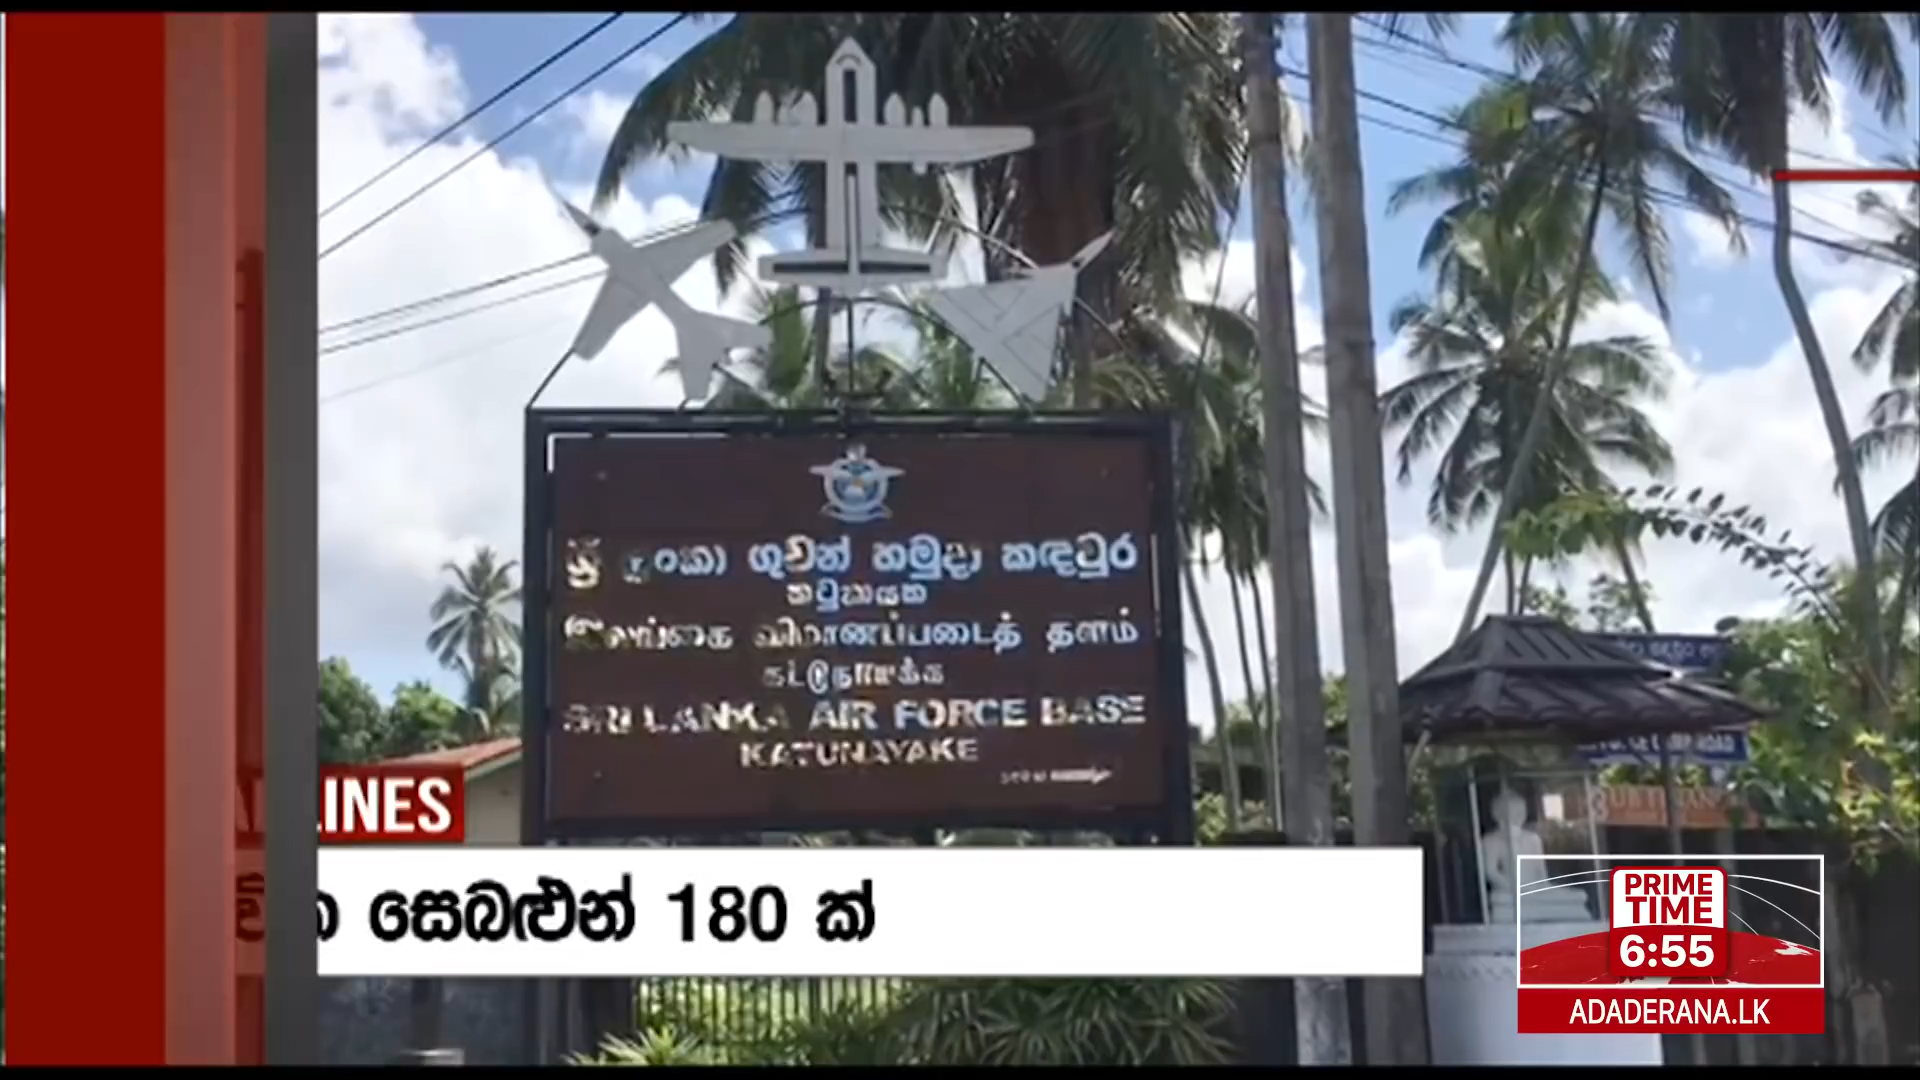 ශ්‍රී ලංකා ගුවන් හමුදා කඳවුර
කටුනායක
இலங்கை விமானப்படைத் தளம்
கட்டுநாயக்க
SRI LANKA AIR FORCE BASE
KATUNAYAKE
LINES
සෙබළුන් 180 ක්
PRIME
TIME
6:55
ADADERANA.LK